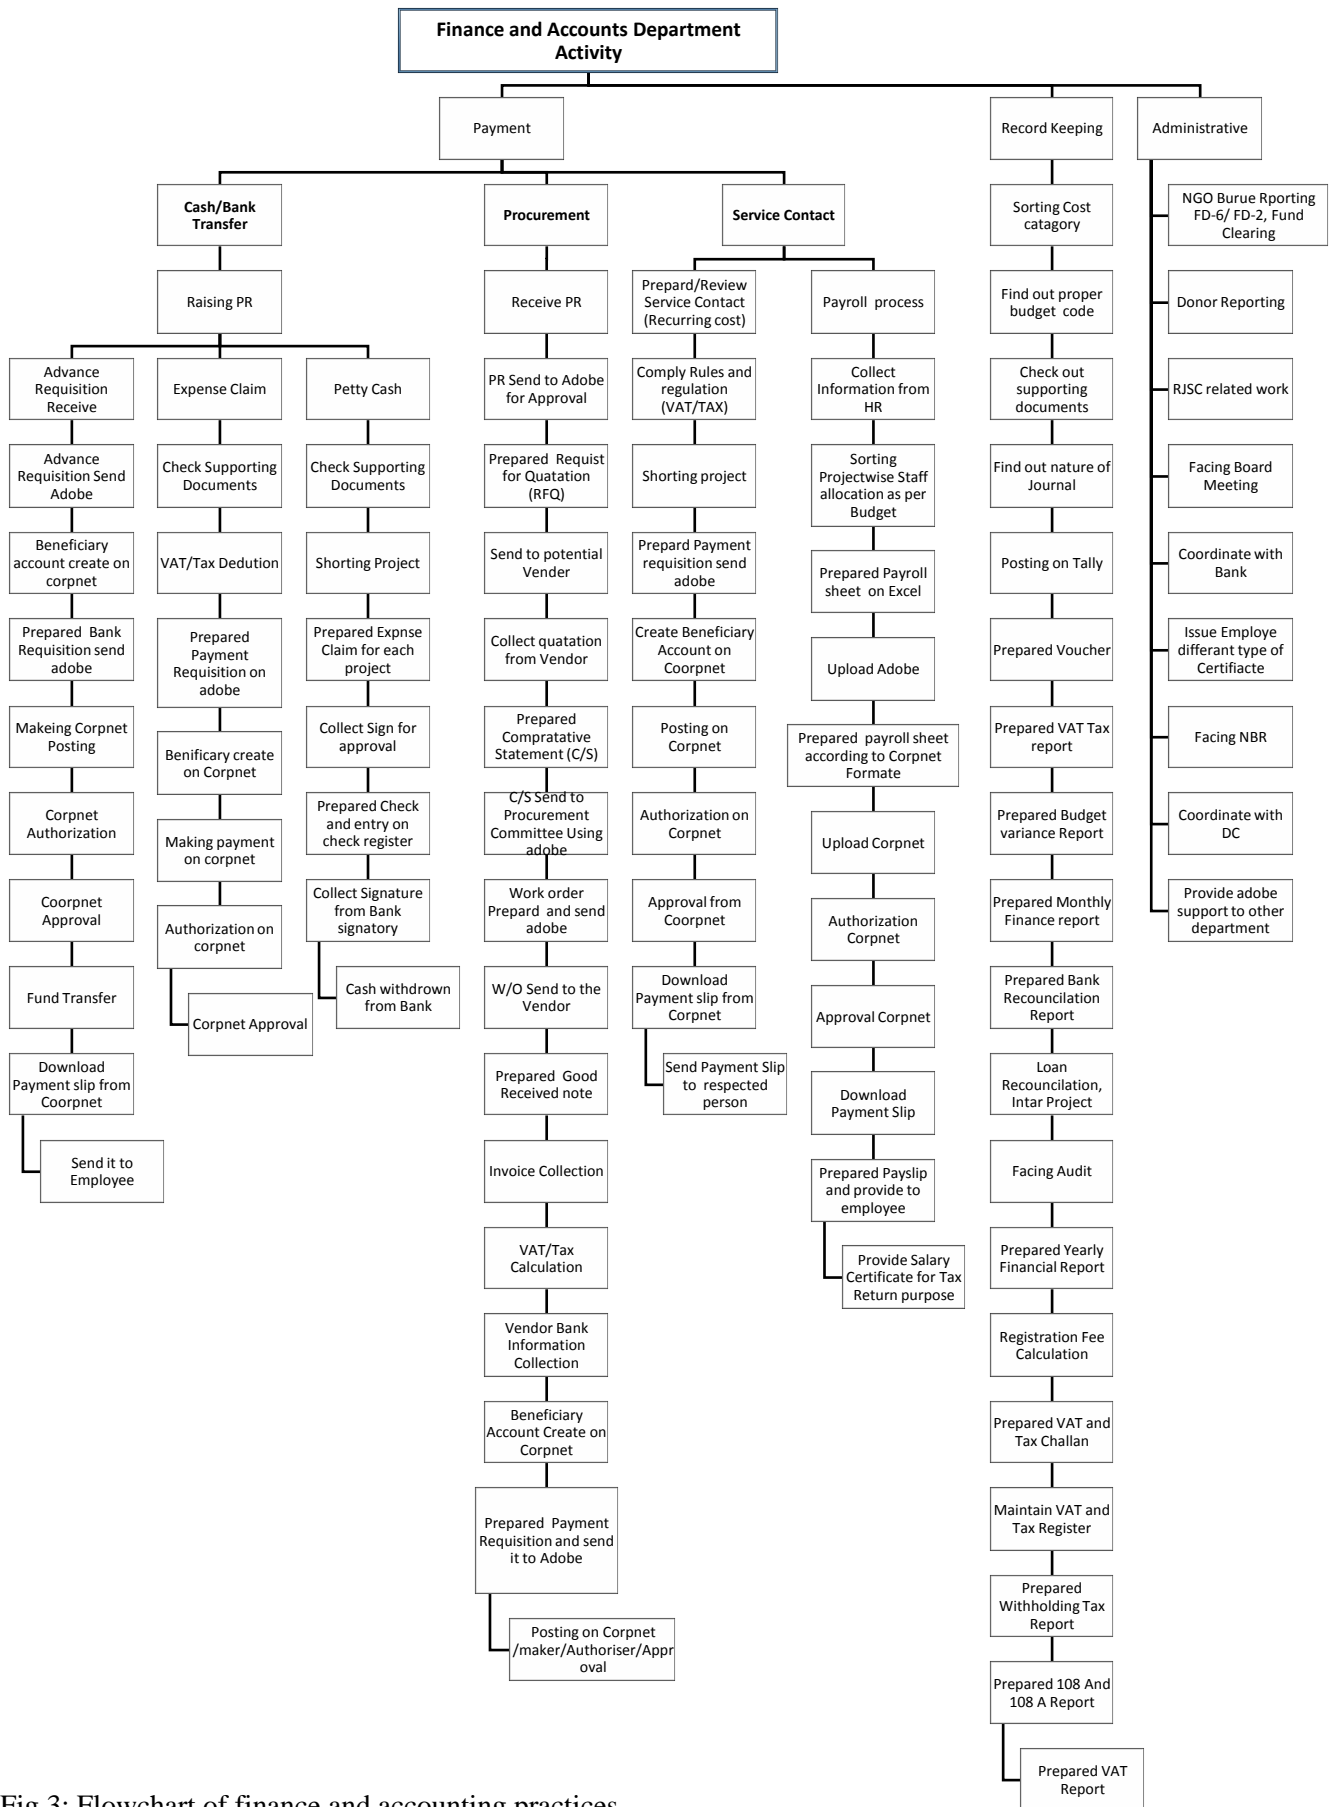 Finance and Accounts Department
Activity
Payment
Record Keeping
Administrative
Cash/Bank
Transfer
Raising PR
Advance
Requisition
Receive
Advance
Requisition Send
Adobe
Beneficiary
account create on
corpnet
Prepared Bank
Requisition send
adobe
Makeing Corpnet
Posting
Corpnet
Authorization
Coorpnet
Approval
Fund Transfer
Download
Payment slip from
Coorpnet
Send it to
Employee
Expense Claim
Check Supporting
Documents
VAT/Tax Dedution
Prepared
Payment
Requisition on
adobe
Benificary create
on Corpnet
Making payment
on corpnet
Authorization on
corpnet
Corpnet Approval
Petty Cash
Check Supporting
Documents
Shorting Project
Prepared Expnse
Claim for each
project
Collect Sign for
approval
Prepared Check
and entry on
check register
Collect Signature
from Bank
signatory
Cash withdrown
from Bank
Procurement
Receive PR
PR Send to Adobe
for Approval
Prepared Requist
for Quatation
(RFQ)
Send to potential
Vender
Collect quatation
from Vendor
Prepared
Compratative
Statement (C/S)
C/S Send to
Procurement
Committee Using
adobe
Work order
Prepard and send
adobe
W/O Send to the
Vendor
Prepared Good
Received note
Invoice Collection
VAT/Tax
Calculation
Vendor Bank
Information
Collection
Beneficiary
Account Create on
Corpnet
Prepared Payment
Requisition and send
it to Adobe
Posting on Corpnet
/maker/Authoriser/Appr
oval
Service Contact
Prepard/Review
Service Contact
(Recurring cost)
Comply Rules and
regulation
(VAT/TAX)
Shorting project
Prepard Payment
requisition send
adobe
Create Beneficiary
Account on
Coorpnet
Posting on
Corpnet
Authorization on
Corpnet
Approval from
Coorpnet
Download
Payment slip from
Corpnet
Send Payment Slip
to respected
person
Payroll process
Collect
Information from
HR
Sorting
Projectwise Staff
allocation as per
Budget
Prepared Payroll
sheet on Excel
Upload Adobe
Prepared payroll sheet
according to Corpnet
Formate
Upload Corpnet
Authorization
Corpnet
Approval Corpnet
Download
Payment Slip
Prepared Payslip
and provide to
employee
Provide Salary
Certificate for Tax
Return purpose
Sorting Cost
catagory
Find out proper
budget code
Check out
supporting
documents
Find out nature of
Journal
Posting on Tally
Prepared Voucher
Prepared VAT Tax
report
Prepared Budget
variance Report
Prepared Monthly
Finance report
Prepared Bank
Recouncilation
Report
Loan
Recouncilation,
Intar Project
Facing Audit
Prepared Yearly
Financial Report
Registration Fee
Calculation
Prepared VAT and
Tax Challan
Maintain VAT and
Tax Register
Prepared
Withholding Tax
Report
Prepared 108 And
108 A Report
Prepared VAT
Report
NGO Burue Rporting
FD-6/ FD-2, Fund
Clearing
Donor Reporting
RJSC related work
Facing Board
Meeting
Coordinate with
Bank
Issue Employe
differant type of
Certifiacte
Facing NBR
Coordinate with
DC
Provide adobe
support to other
department
Fig 3: Flowchart of finance and accounting practices